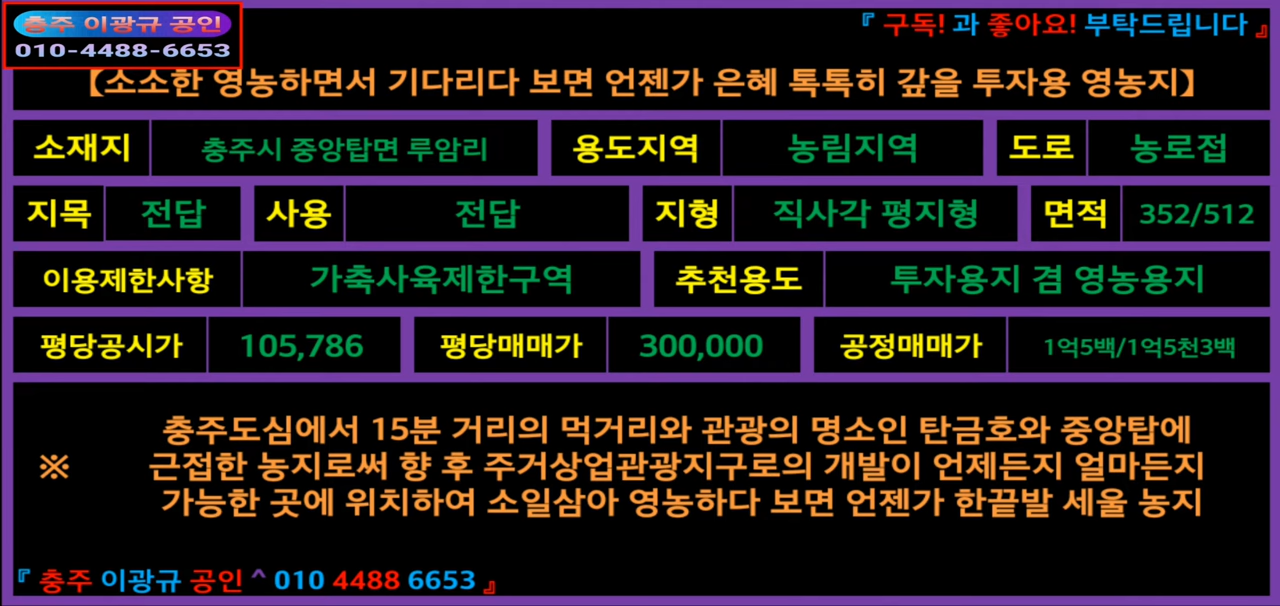 충주 이광규 공인
010-4488-6653
『 구독! 과 좋아요! 부탁드립니다 』
【소소한 영농하면서 기다리다 보면 언젠가 은혜 톡톡히 갚을 투자용 영농지】
소재지 충주시 중앙탑면 루암리 용도지역 농림지역 도로 농로접
지목 전답 사용 전답 지형 직사각 평지형 면적 352/512
이용제한사항 가축사육제한구역 추천용도 투자용지 겸 영농용지
평당공시가 105,786 평당매매가 300,000 공정매매가 1억5백/1억5천3백
충주도심에서 15분 거리의 먹거리와 관광의 명소인 탄금호와 중앙탑에
※ 근접한 농지로써 향 후 주거상업관광지구로의 개발이 언제든지 얼마든지
가능한 곳에 위치하여 소일삼아 영농하다 보면 언젠가 한끝발 세울 농지
『 충주 이광규 공인 ^ 010 4488 6653 』